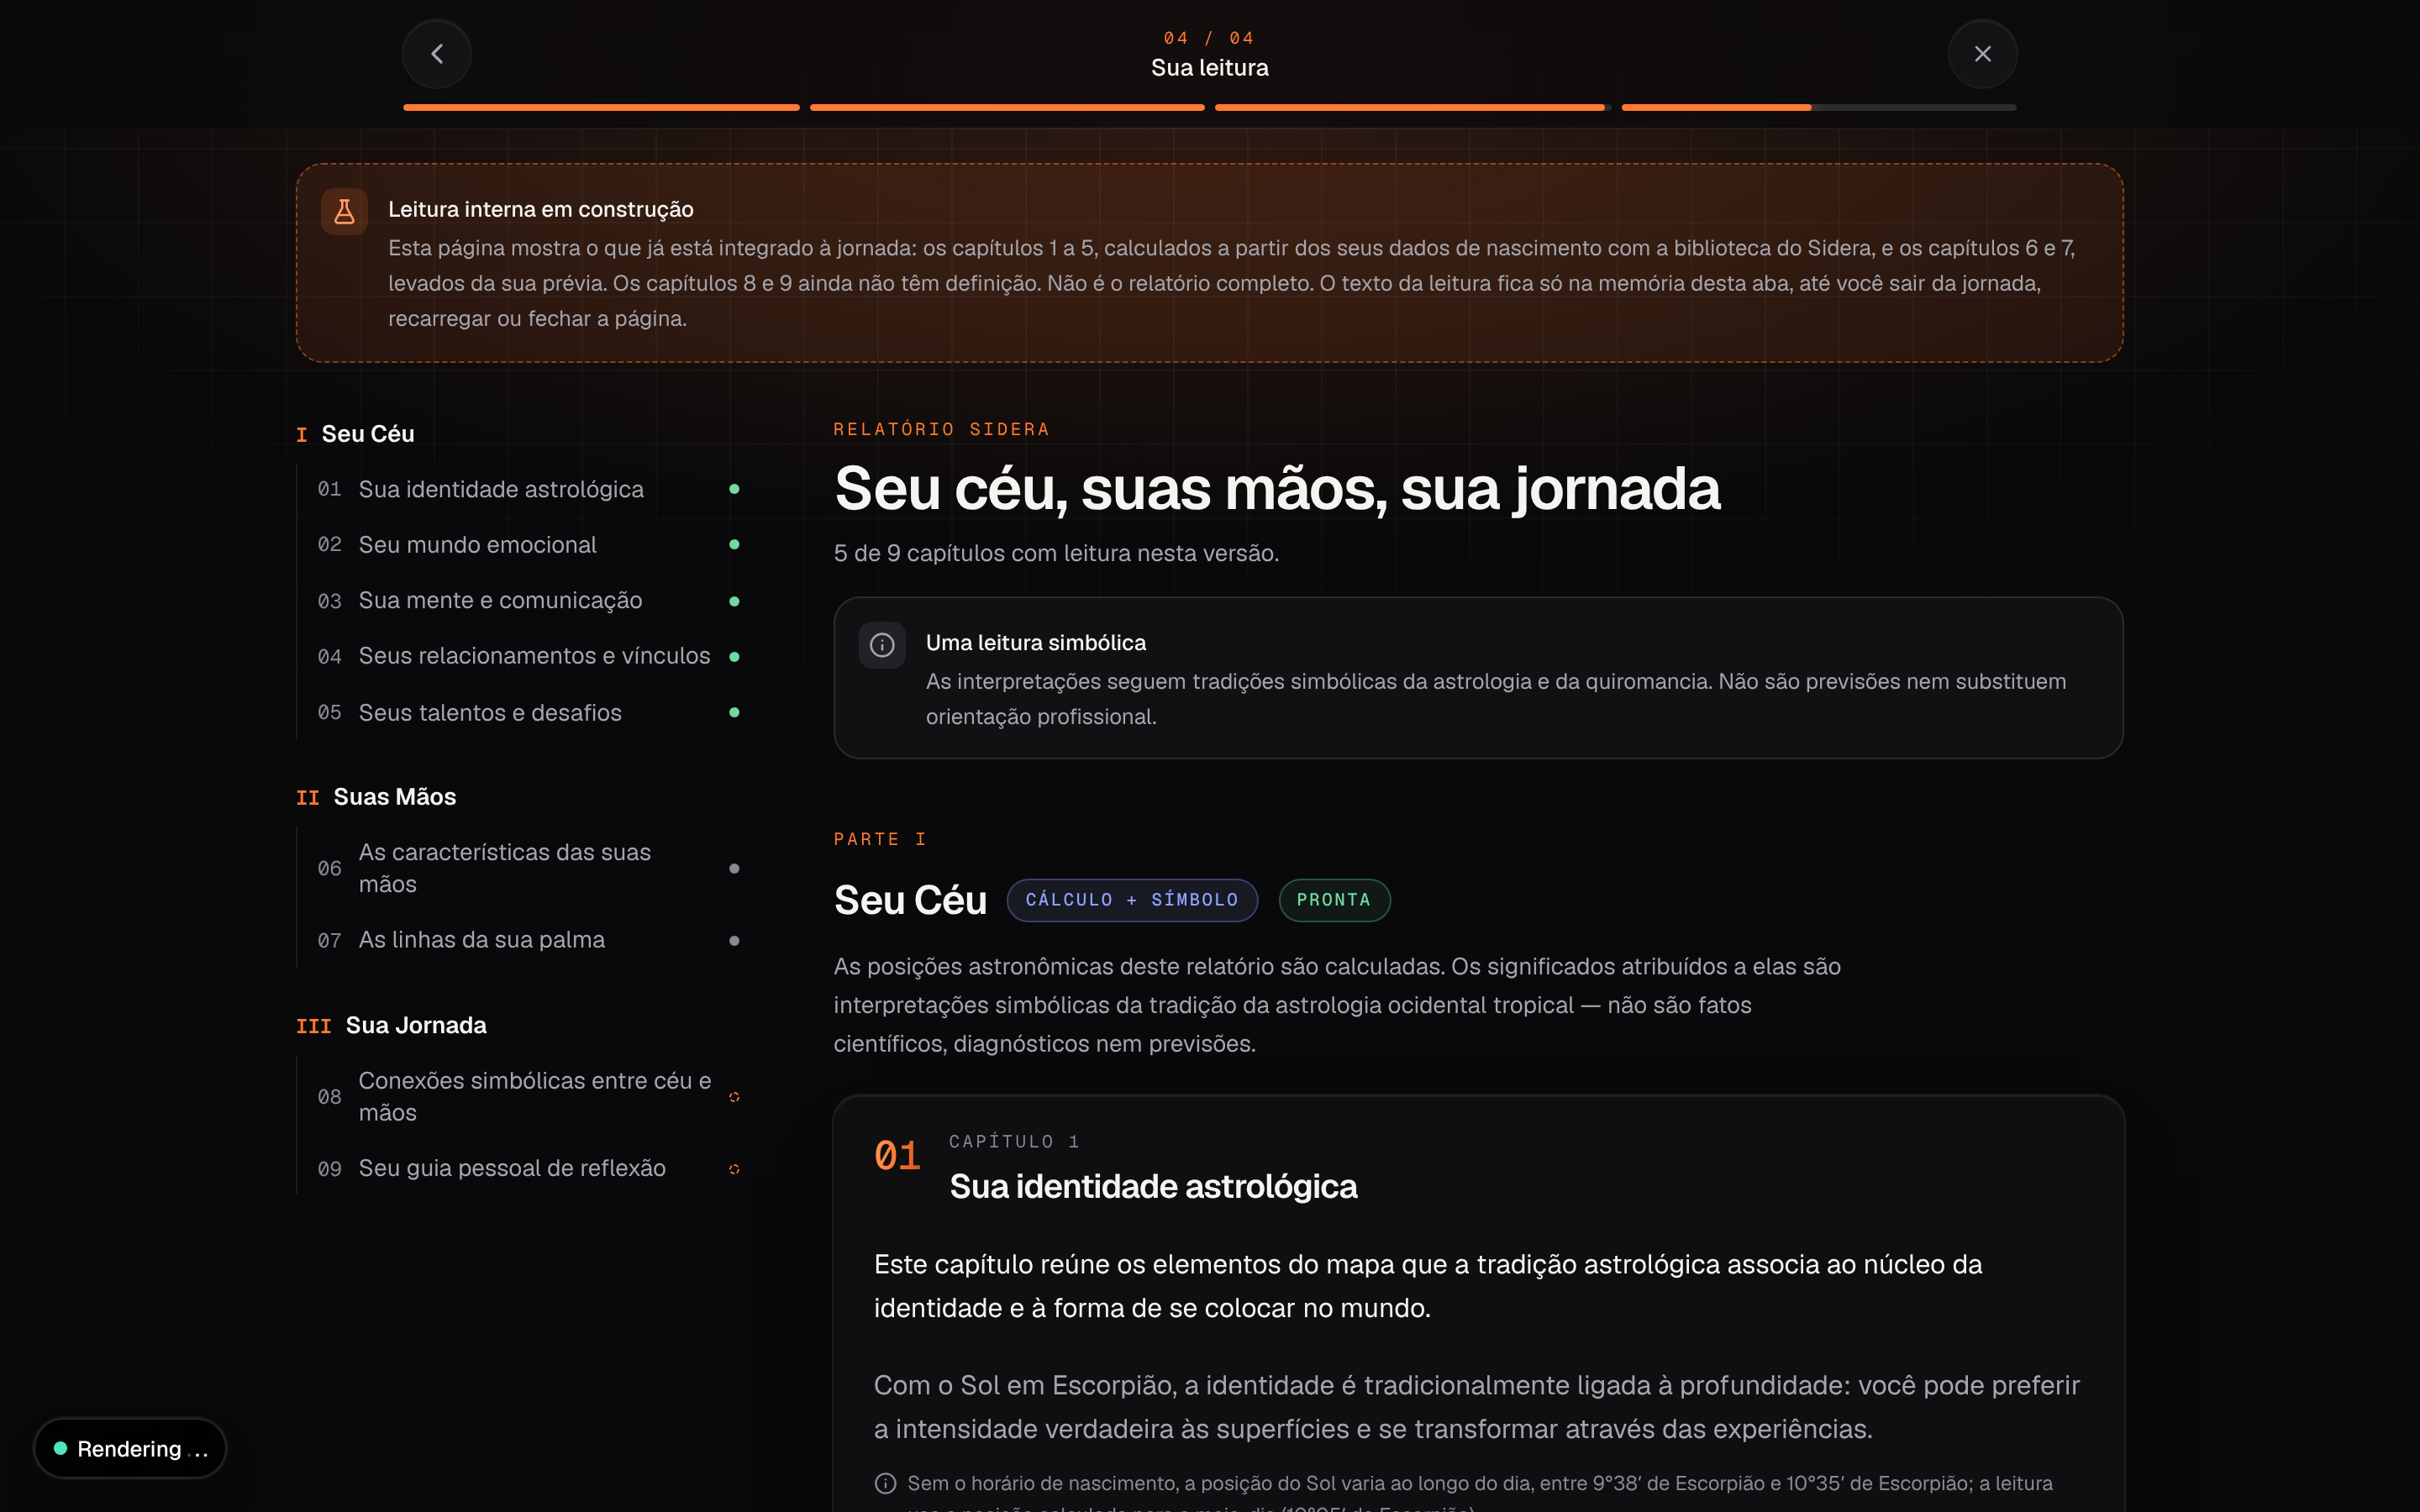 04 / 04
Sua leitura
Leitura interna em construção
Esta página mostra o que já está integrado à jornada: os capítulos 1 a 5, calculados a partir dos seus dados de nascimento com a biblioteca do Sidera, e os capítulos 6 e 7,
levados da sua prévia. Os capítulos 8 e 9 ainda não têm definição. Não é o relatório completo. O texto da leitura fica só na memória desta aba, até você sair da jornada,
recarregar ou fechar a página.
I Seu Céu
01 Sua identidade astrológica
02 Seu mundo emocional
03 Sua mente e comunicação
04 Seus relacionamentos e vínculos
05 Seus talentos e desafios
II Suas Mãos
06 As características das suas
mãos
07 As linhas da sua palma
III Sua Jornada
08 Conexões simbólicas entre céu e
mãos
09 Seu guia pessoal de reflexão
RELATÓRIO SIDERA
Seu céu, suas mãos, sua jornada
5 de 9 capítulos com leitura nesta versão.
Uma leitura simbólica
As interpretações seguem tradições simbólicas da astrologia e da quiromancia. Não são previsões nem substituem
orientação profissional.
PARTE I
Seu Céu CÁLCULO + SÍMBOLO PRONTA
As posições astronômicas deste relatório são calculadas. Os significados atribuídos a elas são
interpretações simbólicas da tradição da astrologia ocidental tropical — não são fatos
científicos, diagnósticos nem previsões.
01 CAPÍTULO 1
Sua identidade astrológica
Este capítulo reúne os elementos do mapa que a tradição astrológica associa ao núcleo da
identidade e à forma de se colocar no mundo.
Com o Sol em Escorpião, a identidade é tradicionalmente ligada à profundidade: você pode preferir
a intensidade verdadeira às superfícies e se transformar através das experiências.
Sem o horário de nascimento, a posição do Sol varia ao longo do dia, entre 9°38′ de Escorpião e 10°35′ de Escorpião; a leitura
Rendering ...